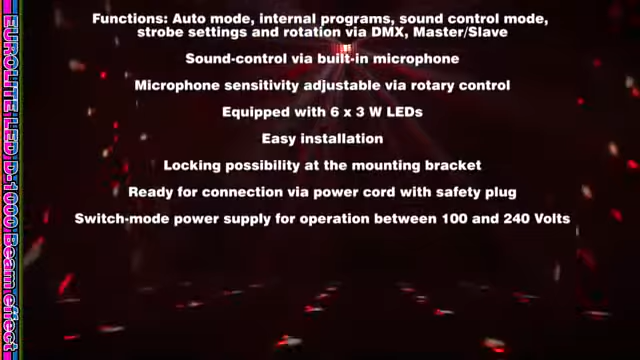 Functions: Auto mode, internal programs, sound control mode,
strobe settings and rotation via DMX, Master/Slave
Sound-control via built-in microphone
Microphone sensitivity adjustable via rotary control
Equipped with 6 x 3 W LEDs
Easy installation
Locking possibility at the mounting bracket
Ready for connection via power cord with safety plug
Switch-mode power supply for operation between 100 and 240 Volts
EUROLITE LED D-1000 Beam effect